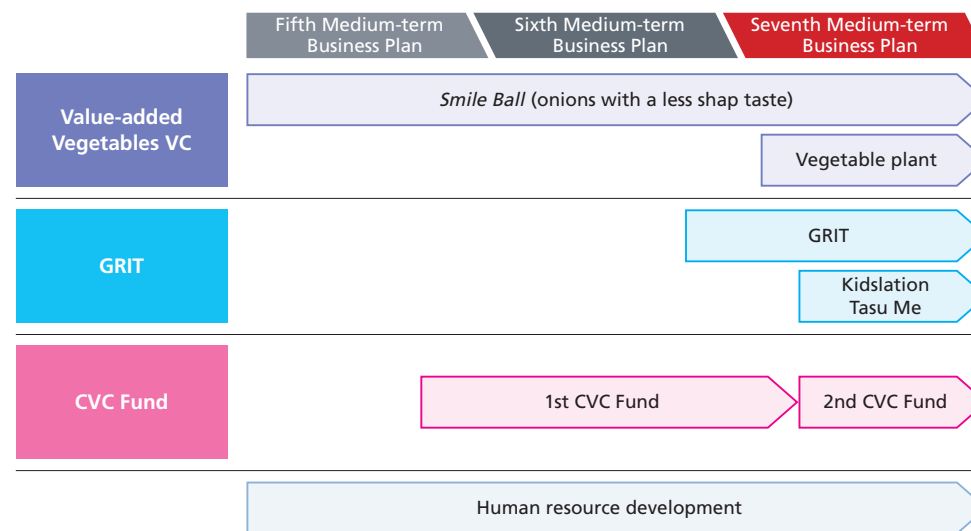 Fifth Medium-term
Business Plan
Sixth Medium-term
Business Plan
Seventh Medium-term
Business Plan
Value-added
Vegetables VC
Smile Ball (onions with a less shap taste)
Vegetable plant
GRIT
GRIT
Kidslation
Tasu Me
CVC Fund
1st CVC Fund
2nd CVC Fund
Human resource development